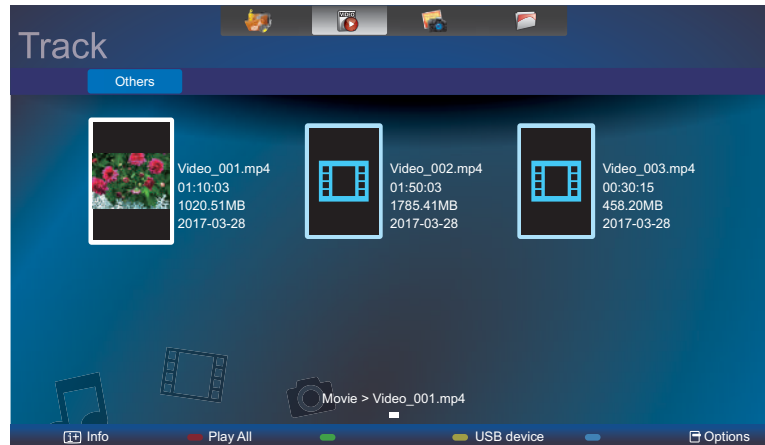 VIDEO
Track
Others
Video_001.mp4
01:10:03
1020.51MB
2017-03-28
Video_002.mp4
01:50:03
1785.41MB
2017-03-28
Video_003.mp4
00:30:15
458.20MB
2017-03-28
Movie > Video_001.mp4
i+ Info Play All USB device Options